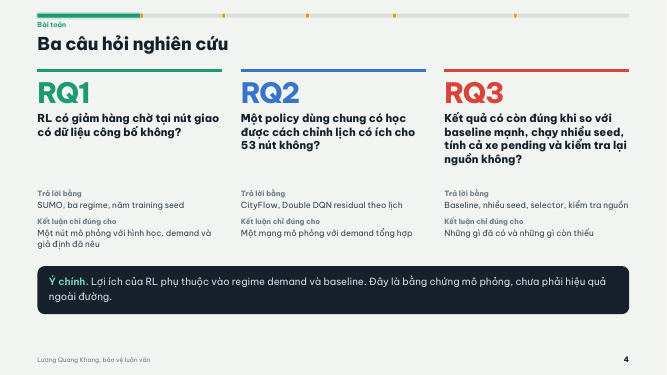 Bài toán
Ba câu hỏi nghiên cứu
RQ1
RL có giảm hàng chờ tại nút giao
có dữ liệu công bố không?
Trả lời bằng
SUMO, ba regime, năm training seed
Kết luận chỉ đúng cho
Một nút mô phỏng với hình học, demand và
giả định đã nêu
RQ2
Một policy dùng chung có học
được cách chỉnh lịch có ích cho
53 nút không?
Trả lời bằng
CityFlow, Double DQN residual theo lịch
Kết luận chỉ đúng cho
Một mạng mô phỏng với demand tổng hợp
RQ3
Kết quả có còn đúng khi so với
baseline mạnh, chạy nhiều seed,
tính cả xe pending và kiểm tra lại
nguồn không?
Trả lời bằng
Baseline, nhiều seed, selector, kiểm tra nguồn
Kết luận chỉ đúng cho
Những gì đã có và những gì còn thiếu
Ý chính. Lợi ích của RL phụ thuộc vào regime demand và baseline. Đây là bằng chứng mô phỏng, chưa phải hiệu quả
ngoài đường.
Lương Quang Khang, bảo vệ luận văn
4